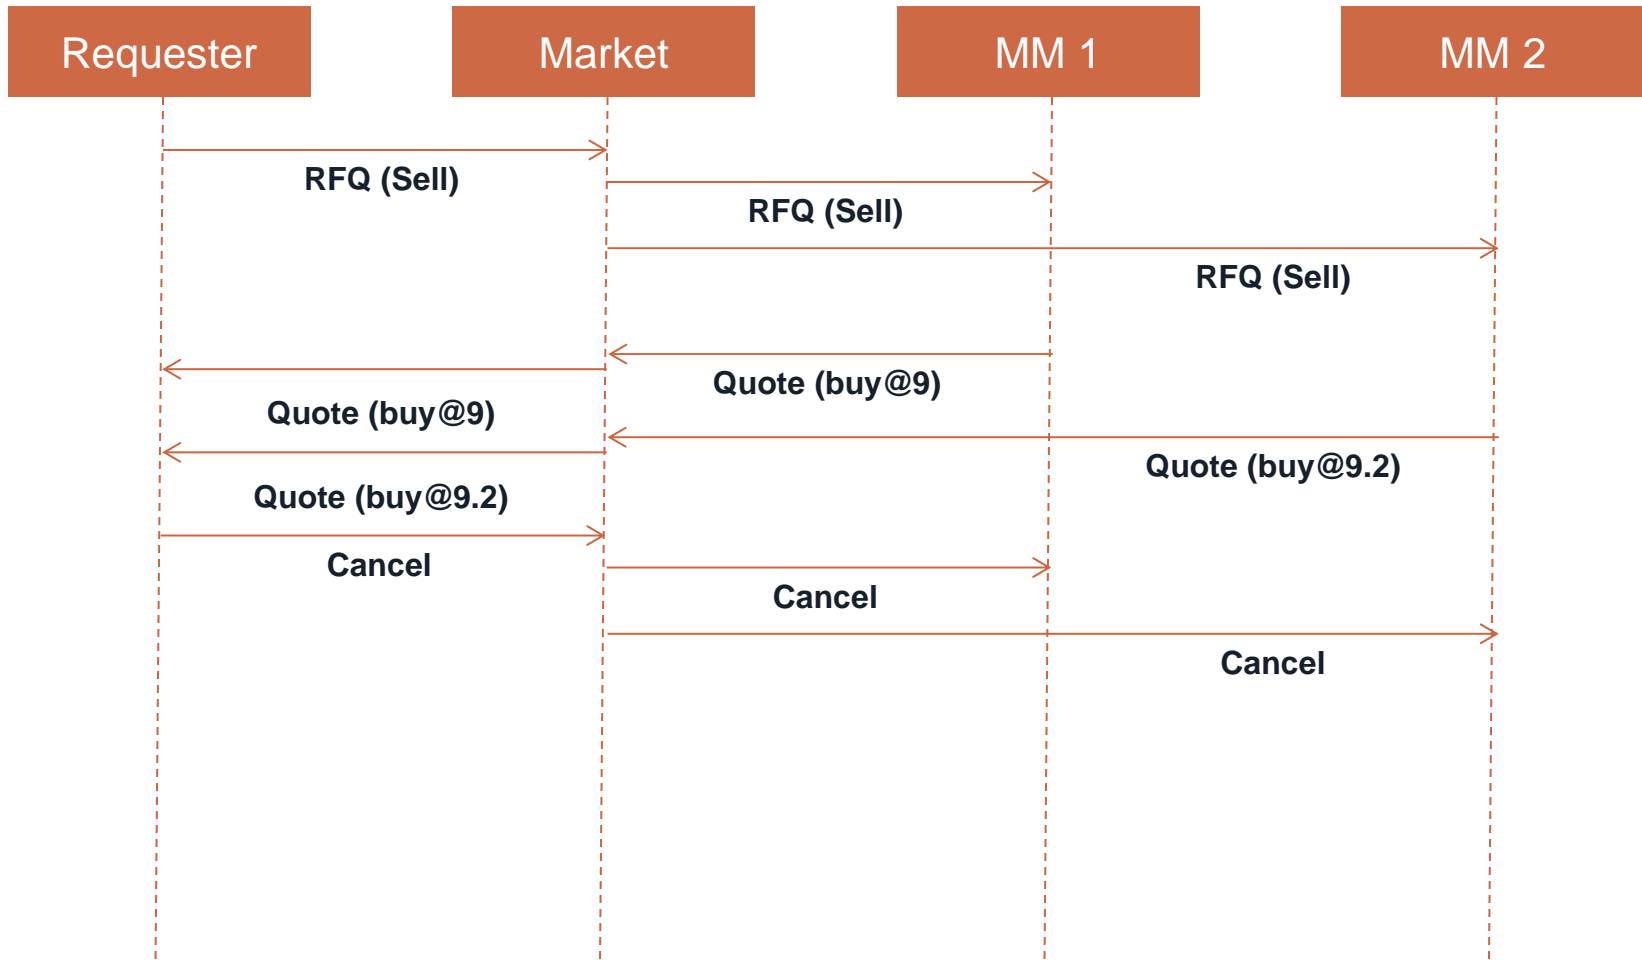 Requester
Market
MM 1
MM 2
RFQ (Sell)
RFQ (Sell)
RFQ (Sell)
Quote (buy@9)
Quote (buy@9)
Quote (buy@9.2)
Quote (buy@9.2)
Cancel
Cancel
Cancel